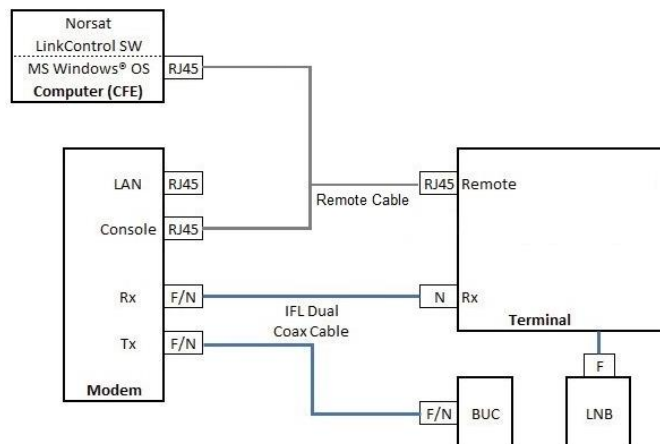 Norsat
LinkControl SW
MS Windows® OS
RJ45
Computer (CFE)
LAN
RJ45
RJ45
Remote
Remote Cable
Console
RJ45
Rx
F/N
N
Rx
IFL Dual
Coax Cable
Terminal
Tx
F/N
F
Modem
F/N
BUC
LNB